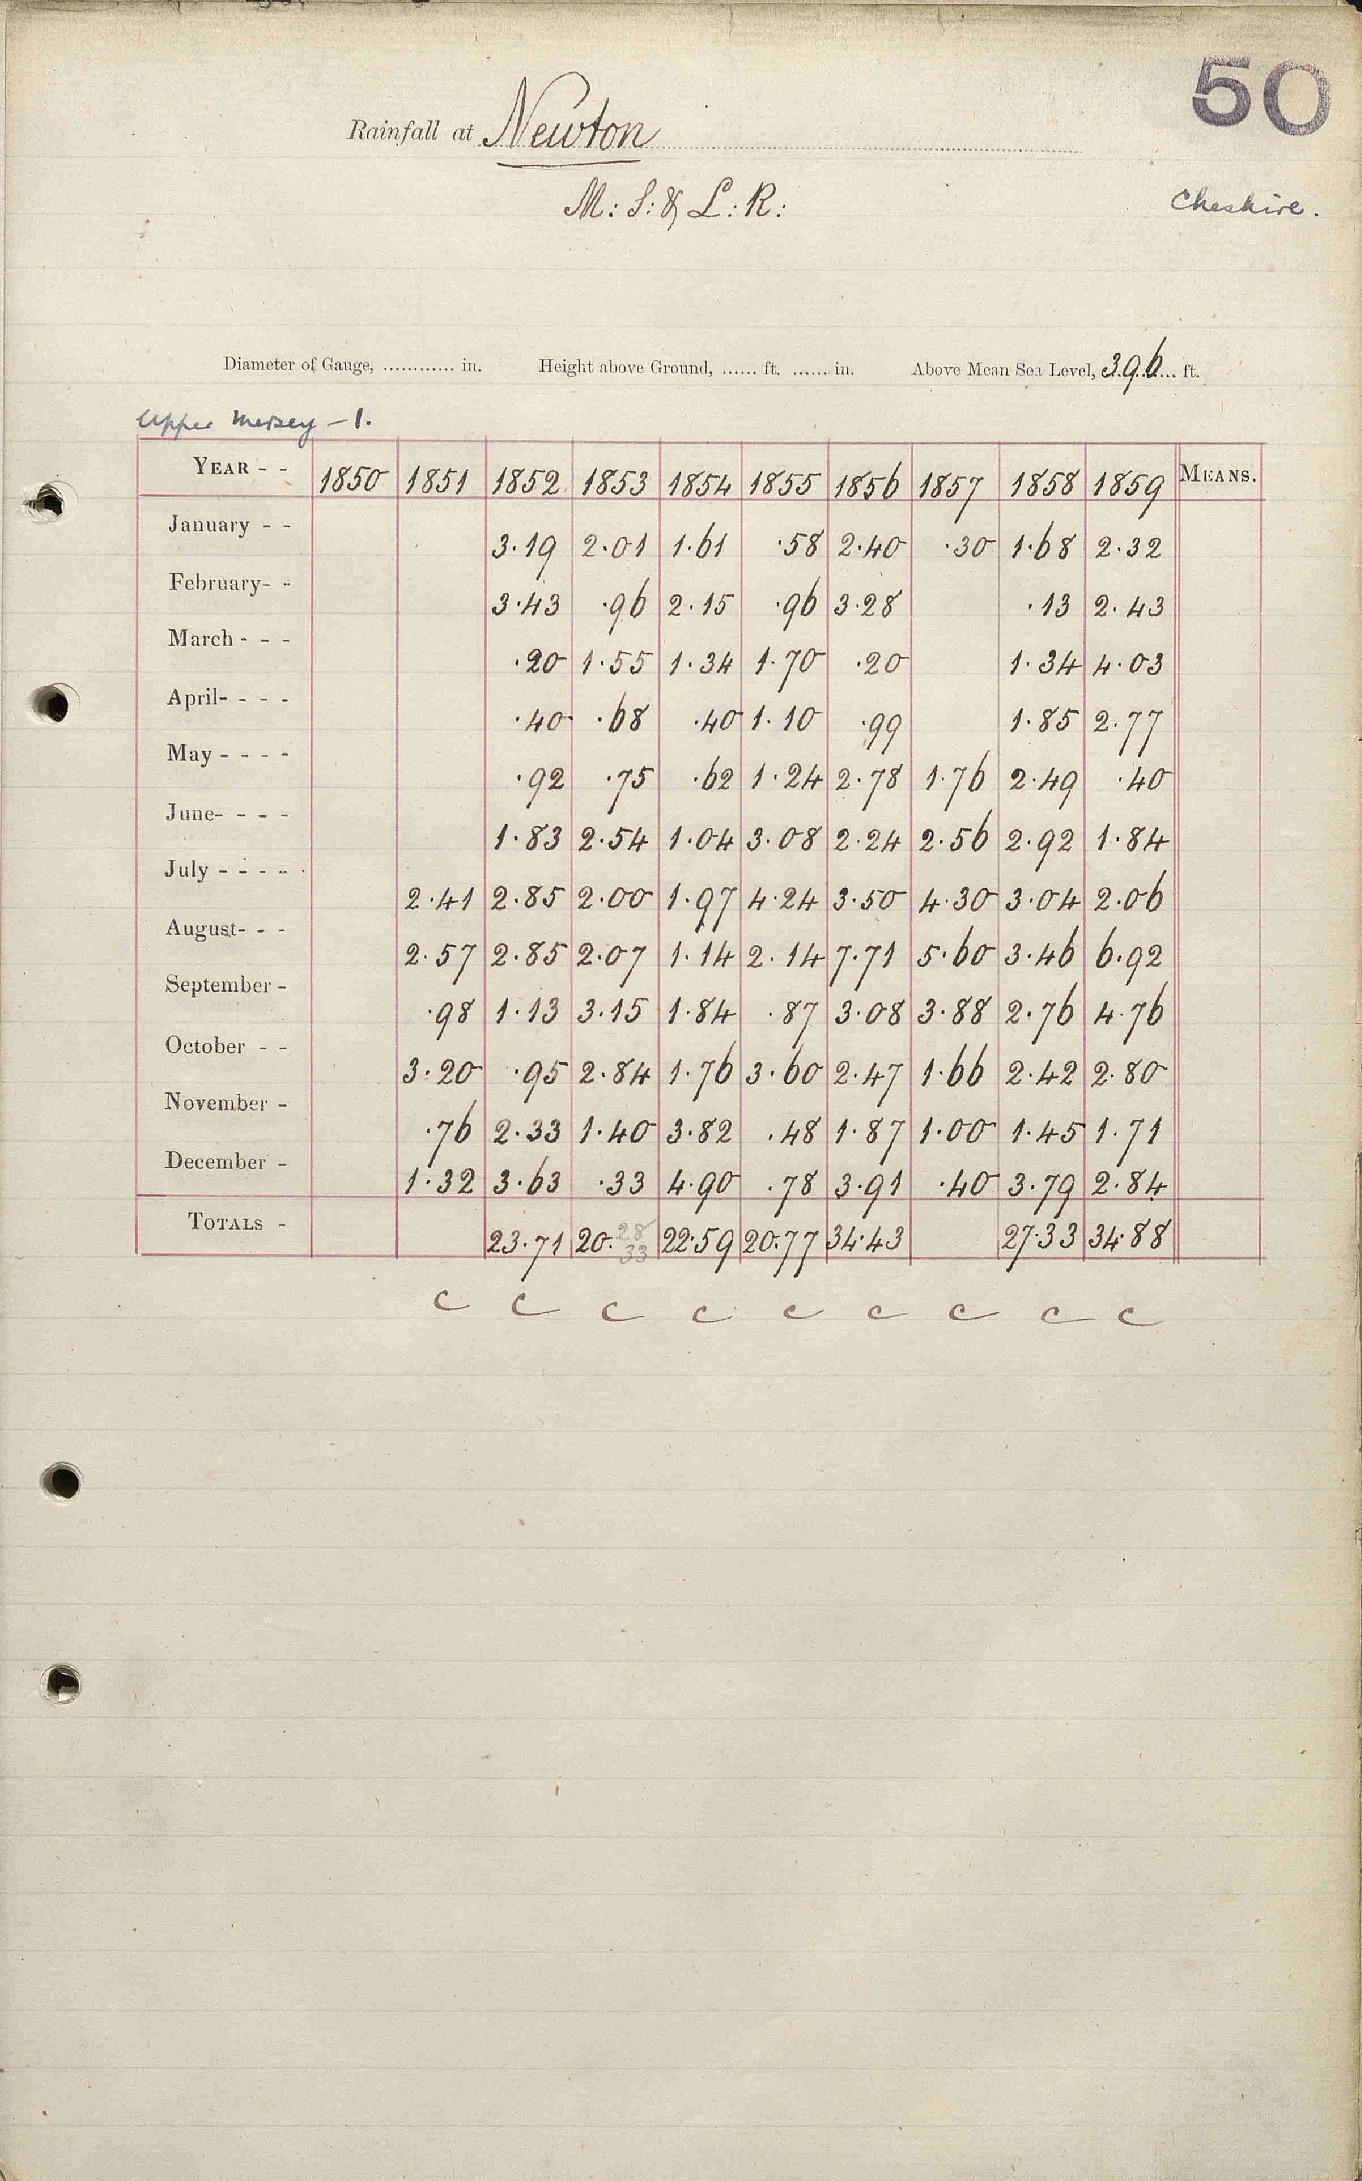 50
Rainfall at Newton
M: S: & L: R:
Cheshire.
Diameter of Gauge, ............ in. Height above Ground, ...... ft. ....... in. Above Mean Sea Level, 396 ft.
Upper Mersey - 1.
YEAR - - 1850 1851 1852 1853 1854 1855 1856 1857 1858 1859 MEANS.
January - - 3.19 2.01 1.61 .58 2.40 .30 1.68 2.32
February- - 3.43 .96 2.15 .96 3.28 .13 2.43
March - - - .20 1.55 1.34 1.70 .20 1.34 4.03
April- - - - .40 .68 .40 1.10 .99 1.85 2.77
May - - - - .92 .75 .62 1.24 2.78 1.76 2.49 .40
June- - - - 1.83 2.54 1.04 3.08 2.24 2.56 2.92 1.84
July - - - - 2.41 2.85 2.00 1.97 4.24 3.50 4.30 3.04 2.06
August- - - 2.57 2.85 2.07 1.14 2.14 7.71 5.60 3.46 6.92
September - .98 1.13 3.15 1.84 .87 3.08 3.88 2.76 4.76
October - - 3.20 .95 2.84 1.76 3.60 2.47 1.66 2.42 2.80
November - .76 2.33 1.40 3.82 .48 1.87 1.00 1.45 1.71
December - 1.32 3.63 .33 4.90 .78 3.91 .40 3.79 2.84
TOTALS - 23.71 20.28 33 22.59 20.77 34.43 27.33 34.88
c c c c c c c c c